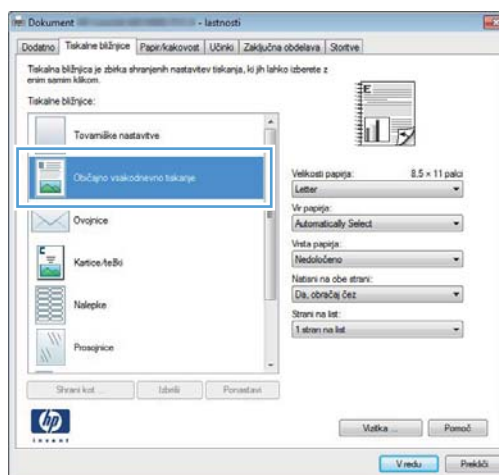 Dokument - lastnosti
Dodatno Tiskalne bližnjice Papir/kakovost Učinki Zaključna obdelava Storitve
Tiskalna bližnjica je zbirka shranjenih nastavitev tiskanja, ki jih lahko izberete z
enim samim klikom.
Tiskalne bližnjice:
Tovarniške nastavitve
Običajno vsakodnevno tiskanje
Ovojnice
Kartice/težki
Nalepke
Prosojnice
Velikosti papirja: 8.5 × 11 palci
Letter
Vir papirja:
Automatically Select
Vrsta papirja:
Nedoločeno
Natisni na obe strani:
Da, obračaj čez
Strani na list:
1 stran na list
Shrani kot ... Izbriši Ponastavi
hp
invent
Vizitka ... Pomoč
V redu Prekliči